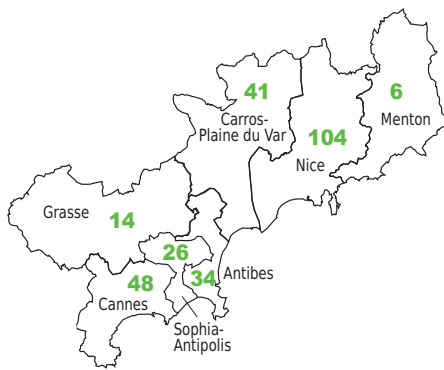 41
Carros-
Plaine du Var
6
Menton
104
Nice
Grasse
14
26
48
Cannes
34
Antibes
Sophia-
Antipolis